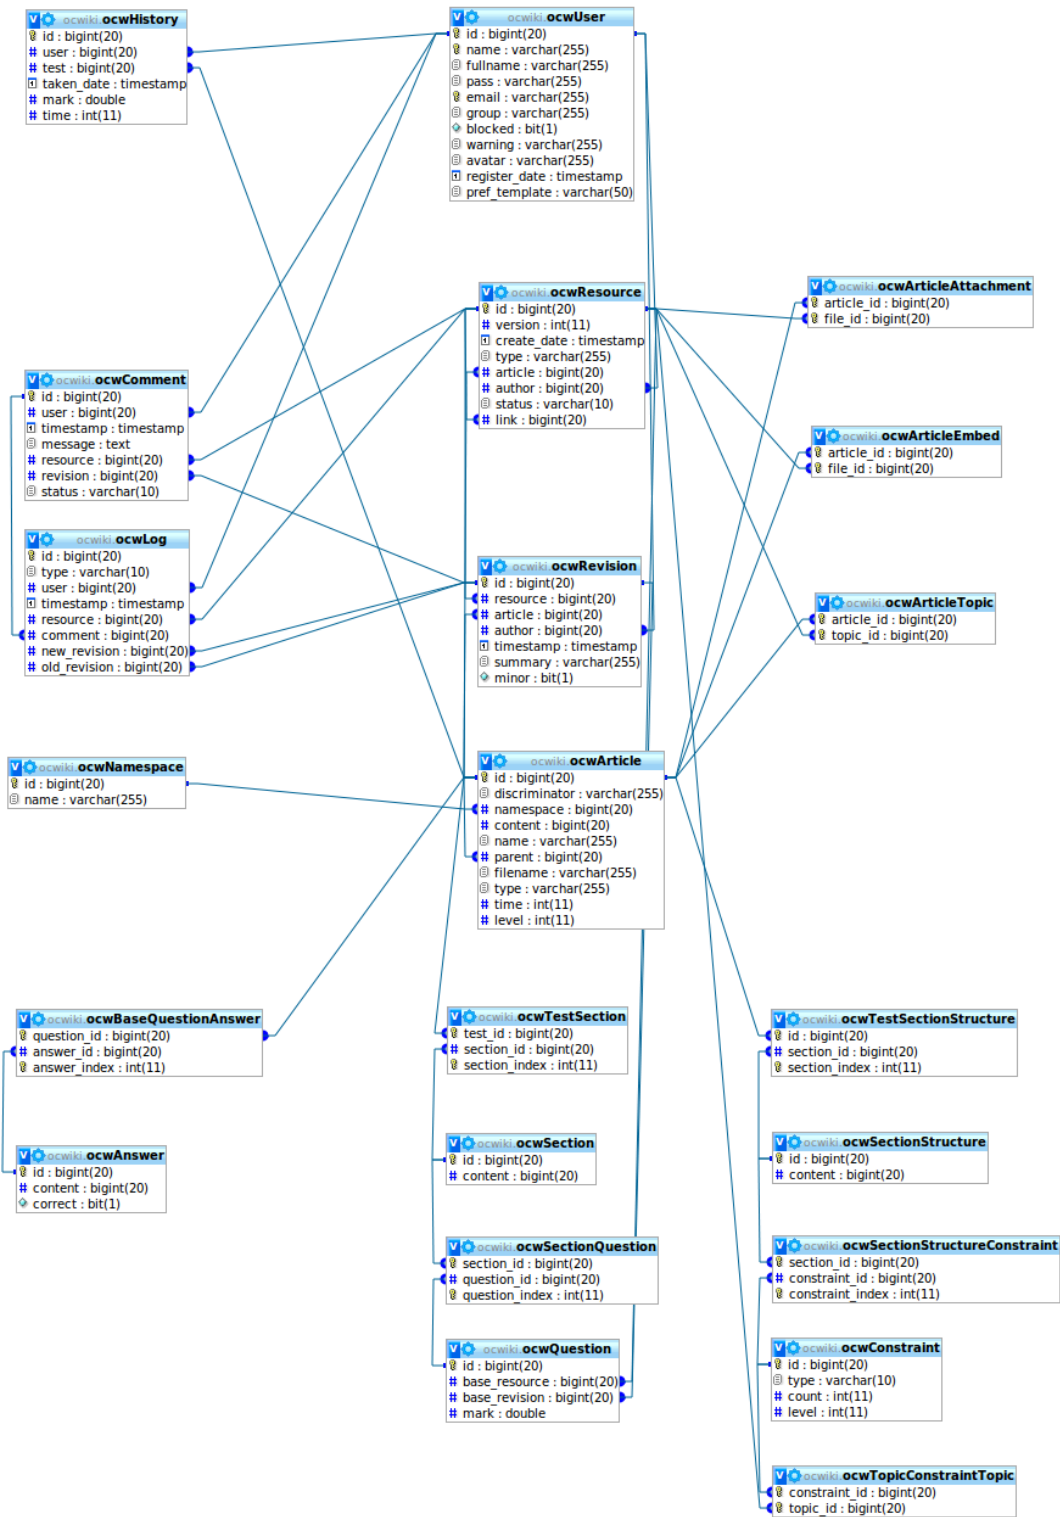 ocwiki.ocwHistory
id : bigint(20)
user : bigint(20)
test : bigint(20)
taken_date : timestamp
mark : double
time : int(11)
ocwiki.ocwUser
id : bigint(20)
name : varchar(255)
fullname : varchar(255)
pass : varchar(255)
email : varchar(255)
group : varchar(255)
blocked : bit(1)
warning : varchar(255)
avatar : varchar(255)
register_date : timestamp
pref_template : varchar(50)
ocwiki.ocwResource
id : bigint(20)
version : int(11)
create_date : timestamp
type : varchar(255)
article : bigint(20)
author : bigint(20)
status : varchar(10)
link : bigint(20)
ocwiki.ocwArticleAttachment
article_id : bigint(20)
file_id : bigint(20)
ocwiki.ocwComment
id : bigint(20)
user : bigint(20)
timestamp : timestamp
message : text
resource : bigint(20)
revision : bigint(20)
status : varchar(10)
ocwiki.ocwArticleEmbed
article_id : bigint(20)
file_id : bigint(20)
ocwiki.ocwLog
id : bigint(20)
type : varchar(10)
user : bigint(20)
timestamp : timestamp
resource : bigint(20)
comment : bigint(20)
new_revision : bigint(20)
old_revision : bigint(20)
ocwiki.ocwRevision
id : bigint(20)
resource : bigint(20)
article : bigint(20)
author : bigint(20)
timestamp : timestamp
summary : varchar(255)
minor : bit(1)
ocwiki.ocwArticleTopic
article_id : bigint(20)
topic_id : bigint(20)
ocwiki.ocwNamespace
id : bigint(20)
name : varchar(255)
ocwiki.ocwArticle
id : bigint(20)
discriminator : varchar(255)
namespace : bigint(20)
content : bigint(20)
name : varchar(255)
parent : bigint(20)
filename : varchar(255)
type : varchar(255)
time : int(11)
level : int(11)
ocwiki.ocwBaseQuestionAnswer
question_id : bigint(20)
answer_id : bigint(20)
answer_index : int(11)
ocwiki.ocwTestSection
test_id : bigint(20)
section_id : bigint(20)
section_index : int(11)
ocwiki.ocwTestSectionStructure
id : bigint(20)
section_id : bigint(20)
section_index : int(11)
ocwiki.ocwAnswer
id : bigint(20)
content : bigint(20)
correct : bit(1)
ocwiki.ocwSection
id : bigint(20)
content : bigint(20)
ocwiki.ocwSectionStructure
id : bigint(20)
content : bigint(20)
ocwiki.ocwSectionQuestion
section_id : bigint(20)
question_id : bigint(20)
question_index : int(11)
ocwiki.ocwSectionStructureConstraint
section_id : bigint(20)
constraint_id : bigint(20)
constraint_index : int(11)
ocwiki.ocwQuestion
id : bigint(20)
base_resource : bigint(20)
base_revision : bigint(20)
mark : double
ocwiki.ocwConstraint
id : bigint(20)
type : varchar(10)
count : int(11)
level : int(11)
ocwiki.ocwTopicConstraintTopic
constraint_id : bigint(20)
topic_id : bigint(20)